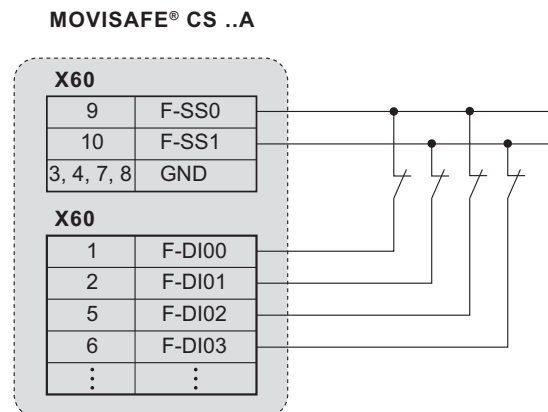 MOVISAFE® CS ..A
X60
9 F-SS0
10 F-SS1
3, 4, 7, 8 GND
X60
1 F-DI00
2 F-DI01
5 F-DI02
6 F-DI03
⋮ ⋮